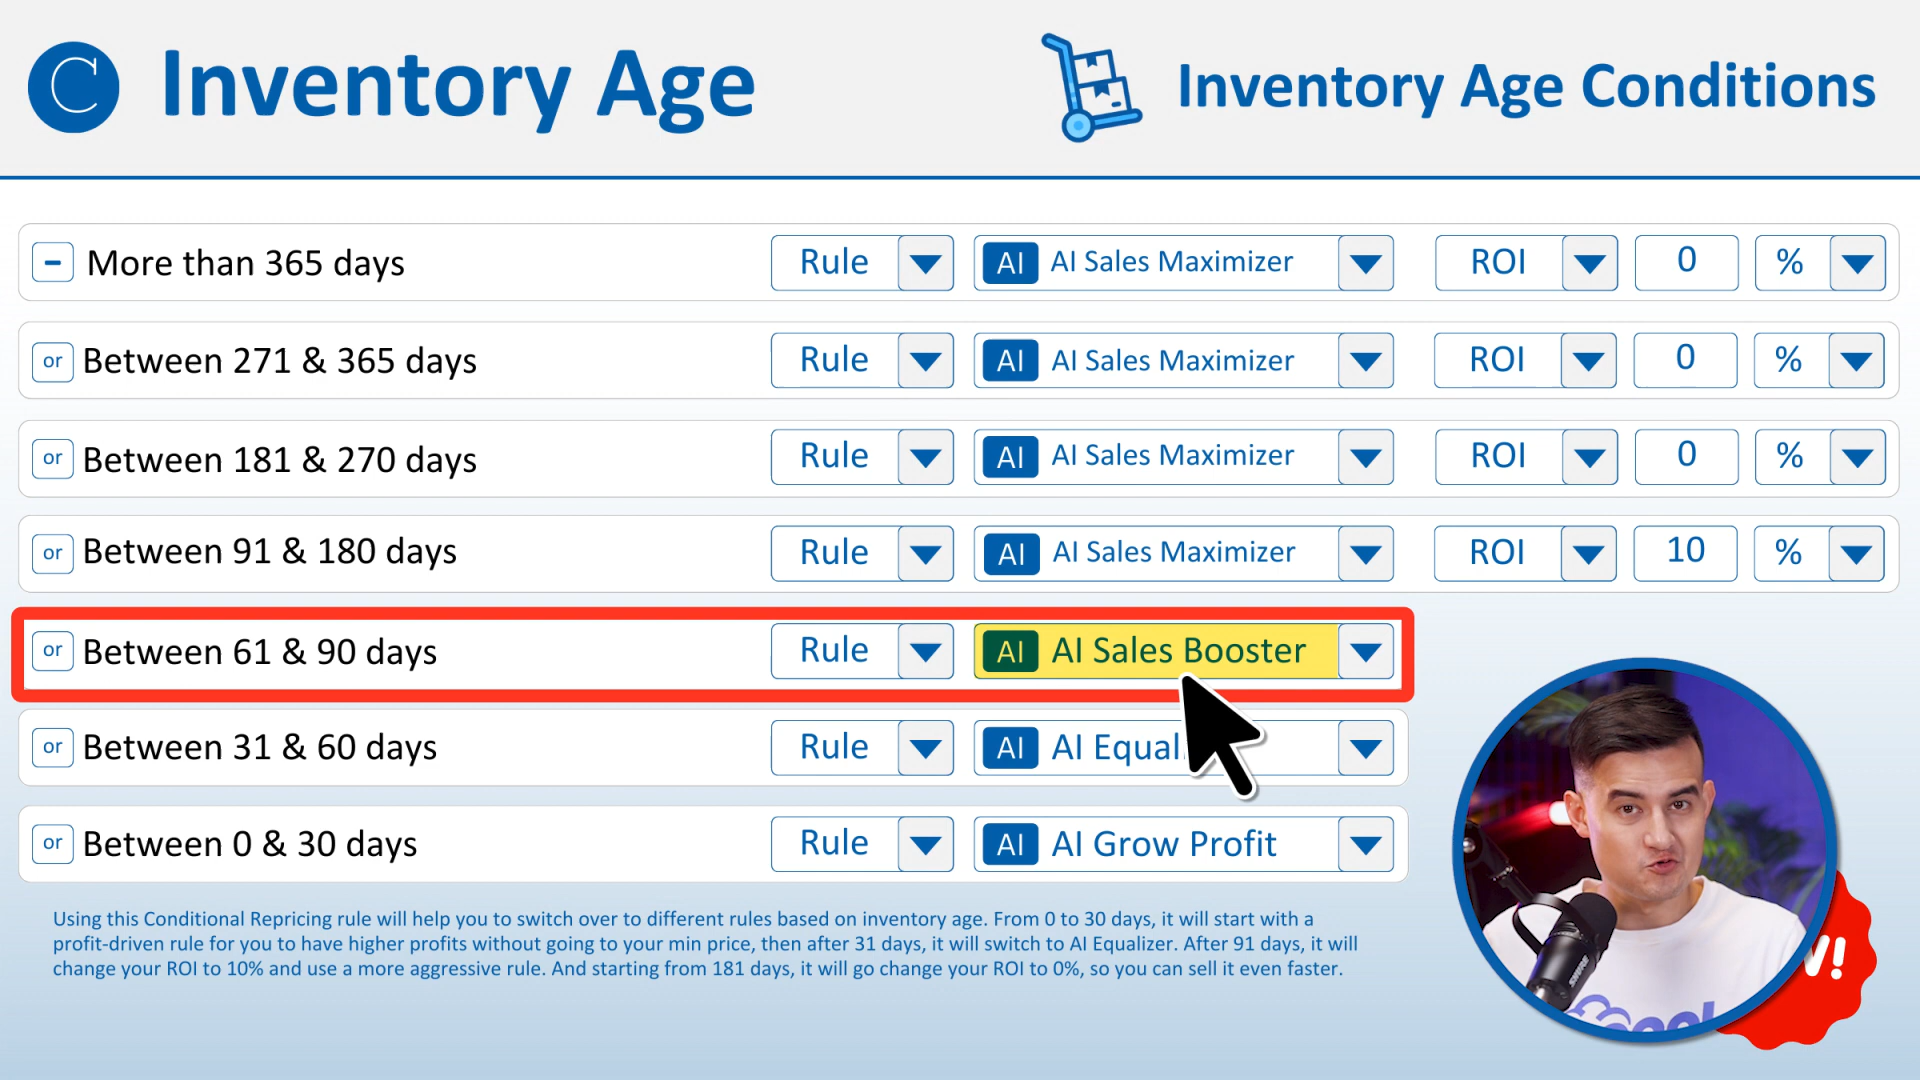 C Inventory Age
Inventory Age Conditions
More than 365 days Rule AI AI Sales Maximizer ROI 0 %
or Between 271 & 365 days Rule AI AI Sales Maximizer ROI 0 %
or Between 181 & 270 days Rule AI AI Sales Maximizer ROI 0 %
or Between 91 & 180 days Rule AI AI Sales Maximizer ROI 10 %
or Between 61 & 90 days Rule AI AI Sales Booster
or Between 31 & 60 days Rule AI AI Equal
or Between 0 & 30 days Rule AI AI Grow Profit
Using this Conditional Repricing rule will help you to switch over to different rules based on inventory age. From 0 to 30 days, it will start with a
profit-driven rule for you to have higher profits without going to your min price, then after 31 days, it will switch to AI Equalizer. After 91 days, it will
change your ROI to 10% and use a more aggressive rule. And starting from 181 days, it will go change your ROI to 0%, so you can sell it even faster.